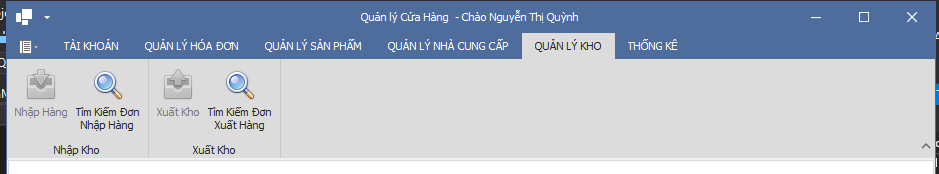 Quản lý Cửa Hàng - Chào Nguyễn Thị Quỳnh
TÀI KHOẢN QUẢN LÝ HÓA ĐƠN QUẢN LÝ SẢN PHẨM QUẢN LÝ NHÀ CUNG CẤP QUẢN LÝ KHO THỐNG KÊ
Nhập Hàng
Tìm Kiếm Đơn
Nhập Hàng
Xuất Kho
Tìm Kiếm Đơn
Xuất Hàng
Nhập Kho
Xuất Kho